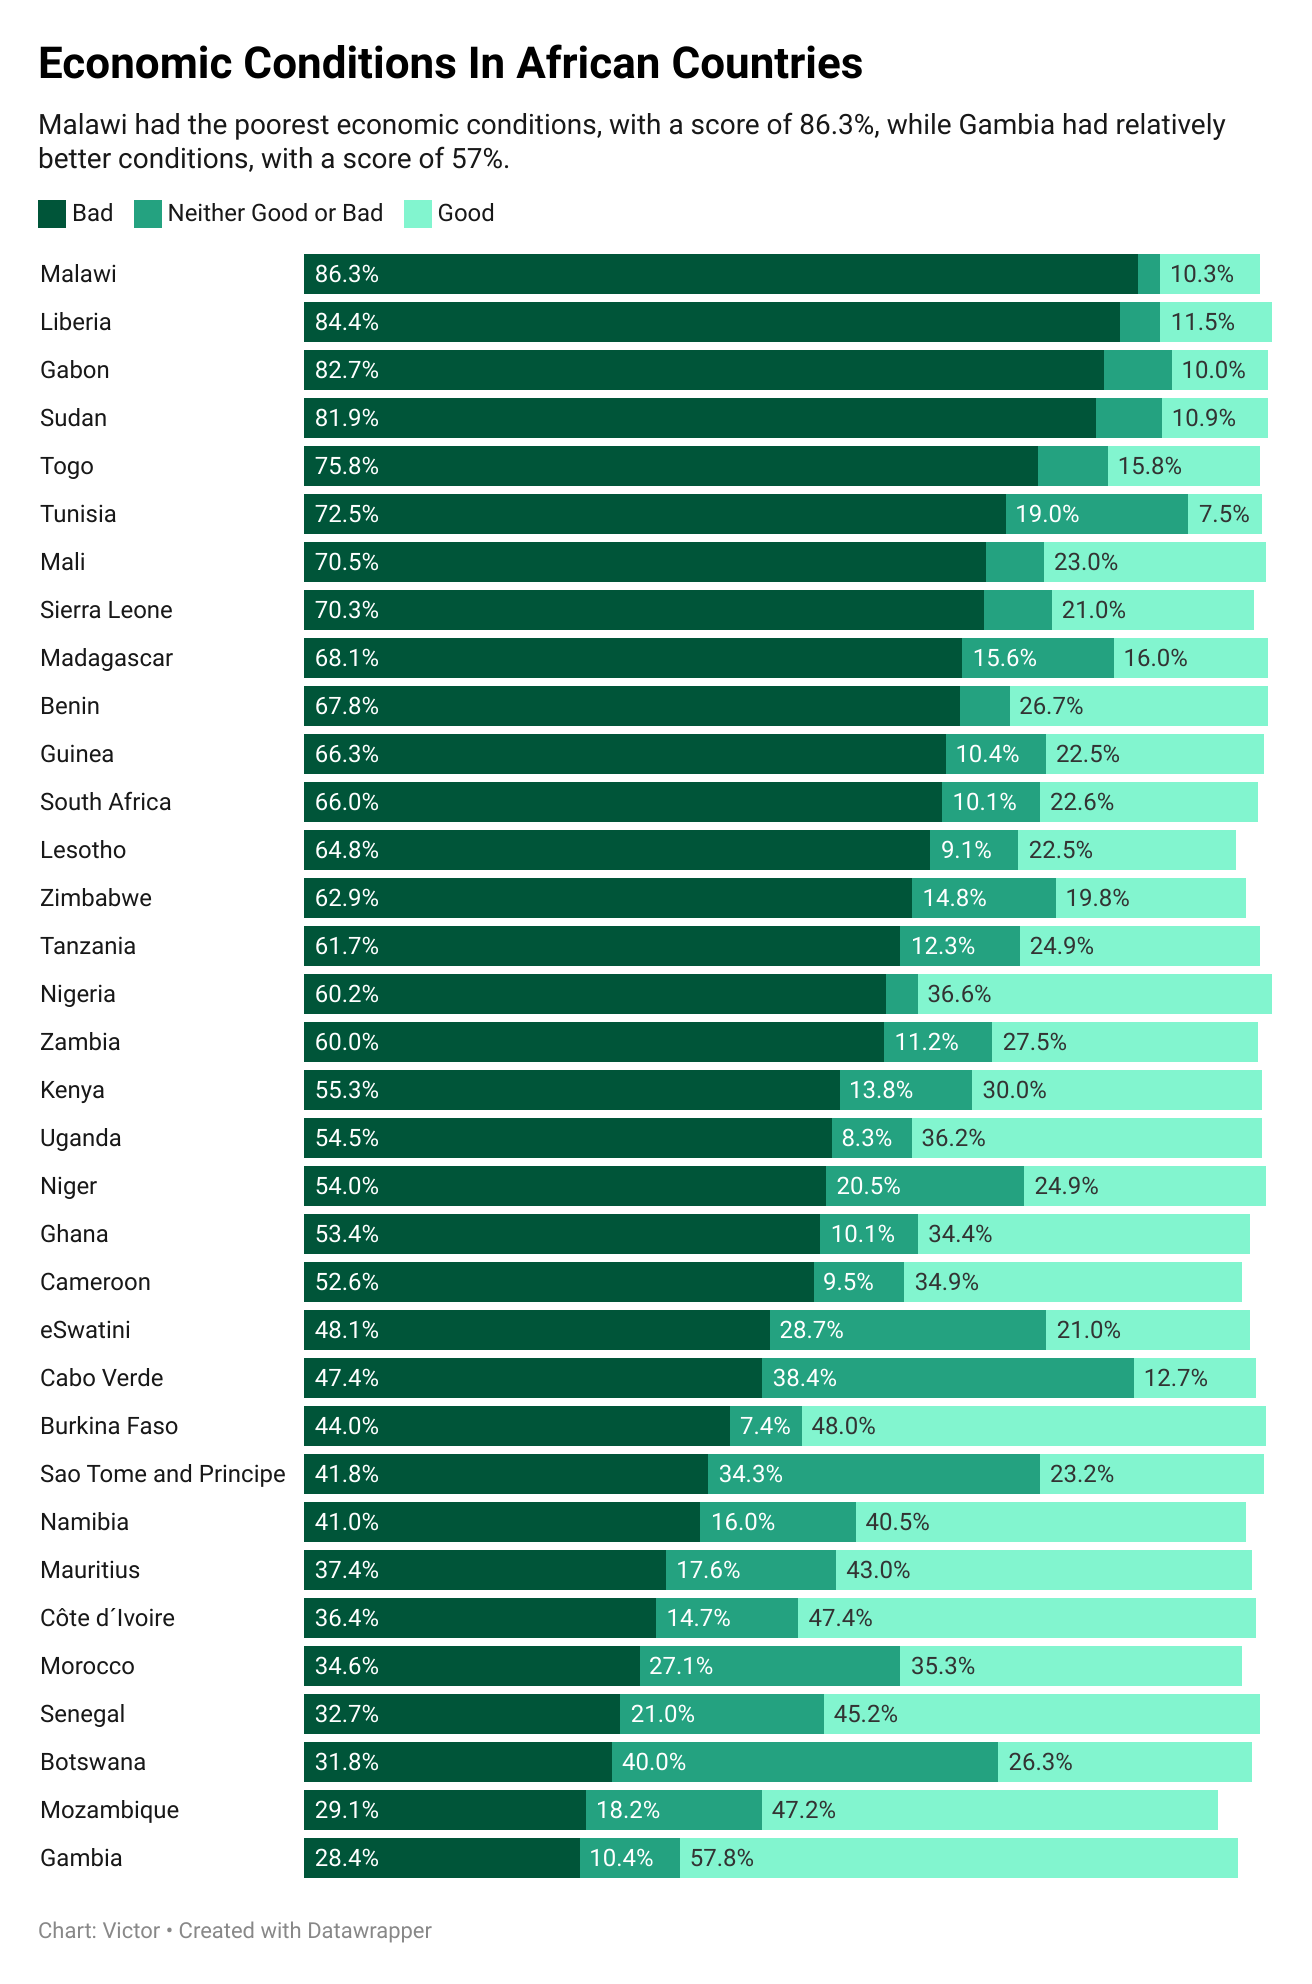 Economic Conditions In African Countries
Malawi had the poorest economic conditions, with a score of 86.3%, while Gambia had relatively
better conditions, with a score of 57%.
Bad Neither Good or Bad Good
Malawi 86.3% 10.3%
Liberia 84.4% 11.5%
Gabon 82.7% 10.0%
Sudan 81.9% 10.9%
Togo 75.8% 15.8%
Tunisia 72.5% 19.0% 7.5%
Mali 70.5% 23.0%
Sierra Leone 70.3% 21.0%
Madagascar 68.1% 15.6% 16.0%
Benin 67.8% 26.7%
Guinea 66.3% 10.4% 22.5%
South Africa 66.0% 10.1% 22.6%
Lesotho 64.8% 9.1% 22.5%
Zimbabwe 62.9% 14.8% 19.8%
Tanzania 61.7% 12.3% 24.9%
Nigeria 60.2% 36.6%
Zambia 60.0% 11.2% 27.5%
Kenya 55.3% 13.8% 30.0%
Uganda 54.5% 8.3% 36.2%
Niger 54.0% 20.5% 24.9%
Ghana 53.4% 10.1% 34.4%
Cameroon 52.6% 9.5% 34.9%
eSwatini 48.1% 28.7% 21.0%
Cabo Verde 47.4% 38.4% 12.7%
Burkina Faso 44.0% 7.4% 48.0%
Sao Tome and Principe 41.8% 34.3% 23.2%
Namibia 41.0% 16.0% 40.5%
Mauritius 37.4% 17.6% 43.0%
Côte d´Ivoire 36.4% 14.7% 47.4%
Morocco 34.6% 27.1% 35.3%
Senegal 32.7% 21.0% 45.2%
Botswana 31.8% 40.0% 26.3%
Mozambique 29.1% 18.2% 47.2%
Gambia 28.4% 10.4% 57.8%
Chart: Victor • Created with Datawrapper